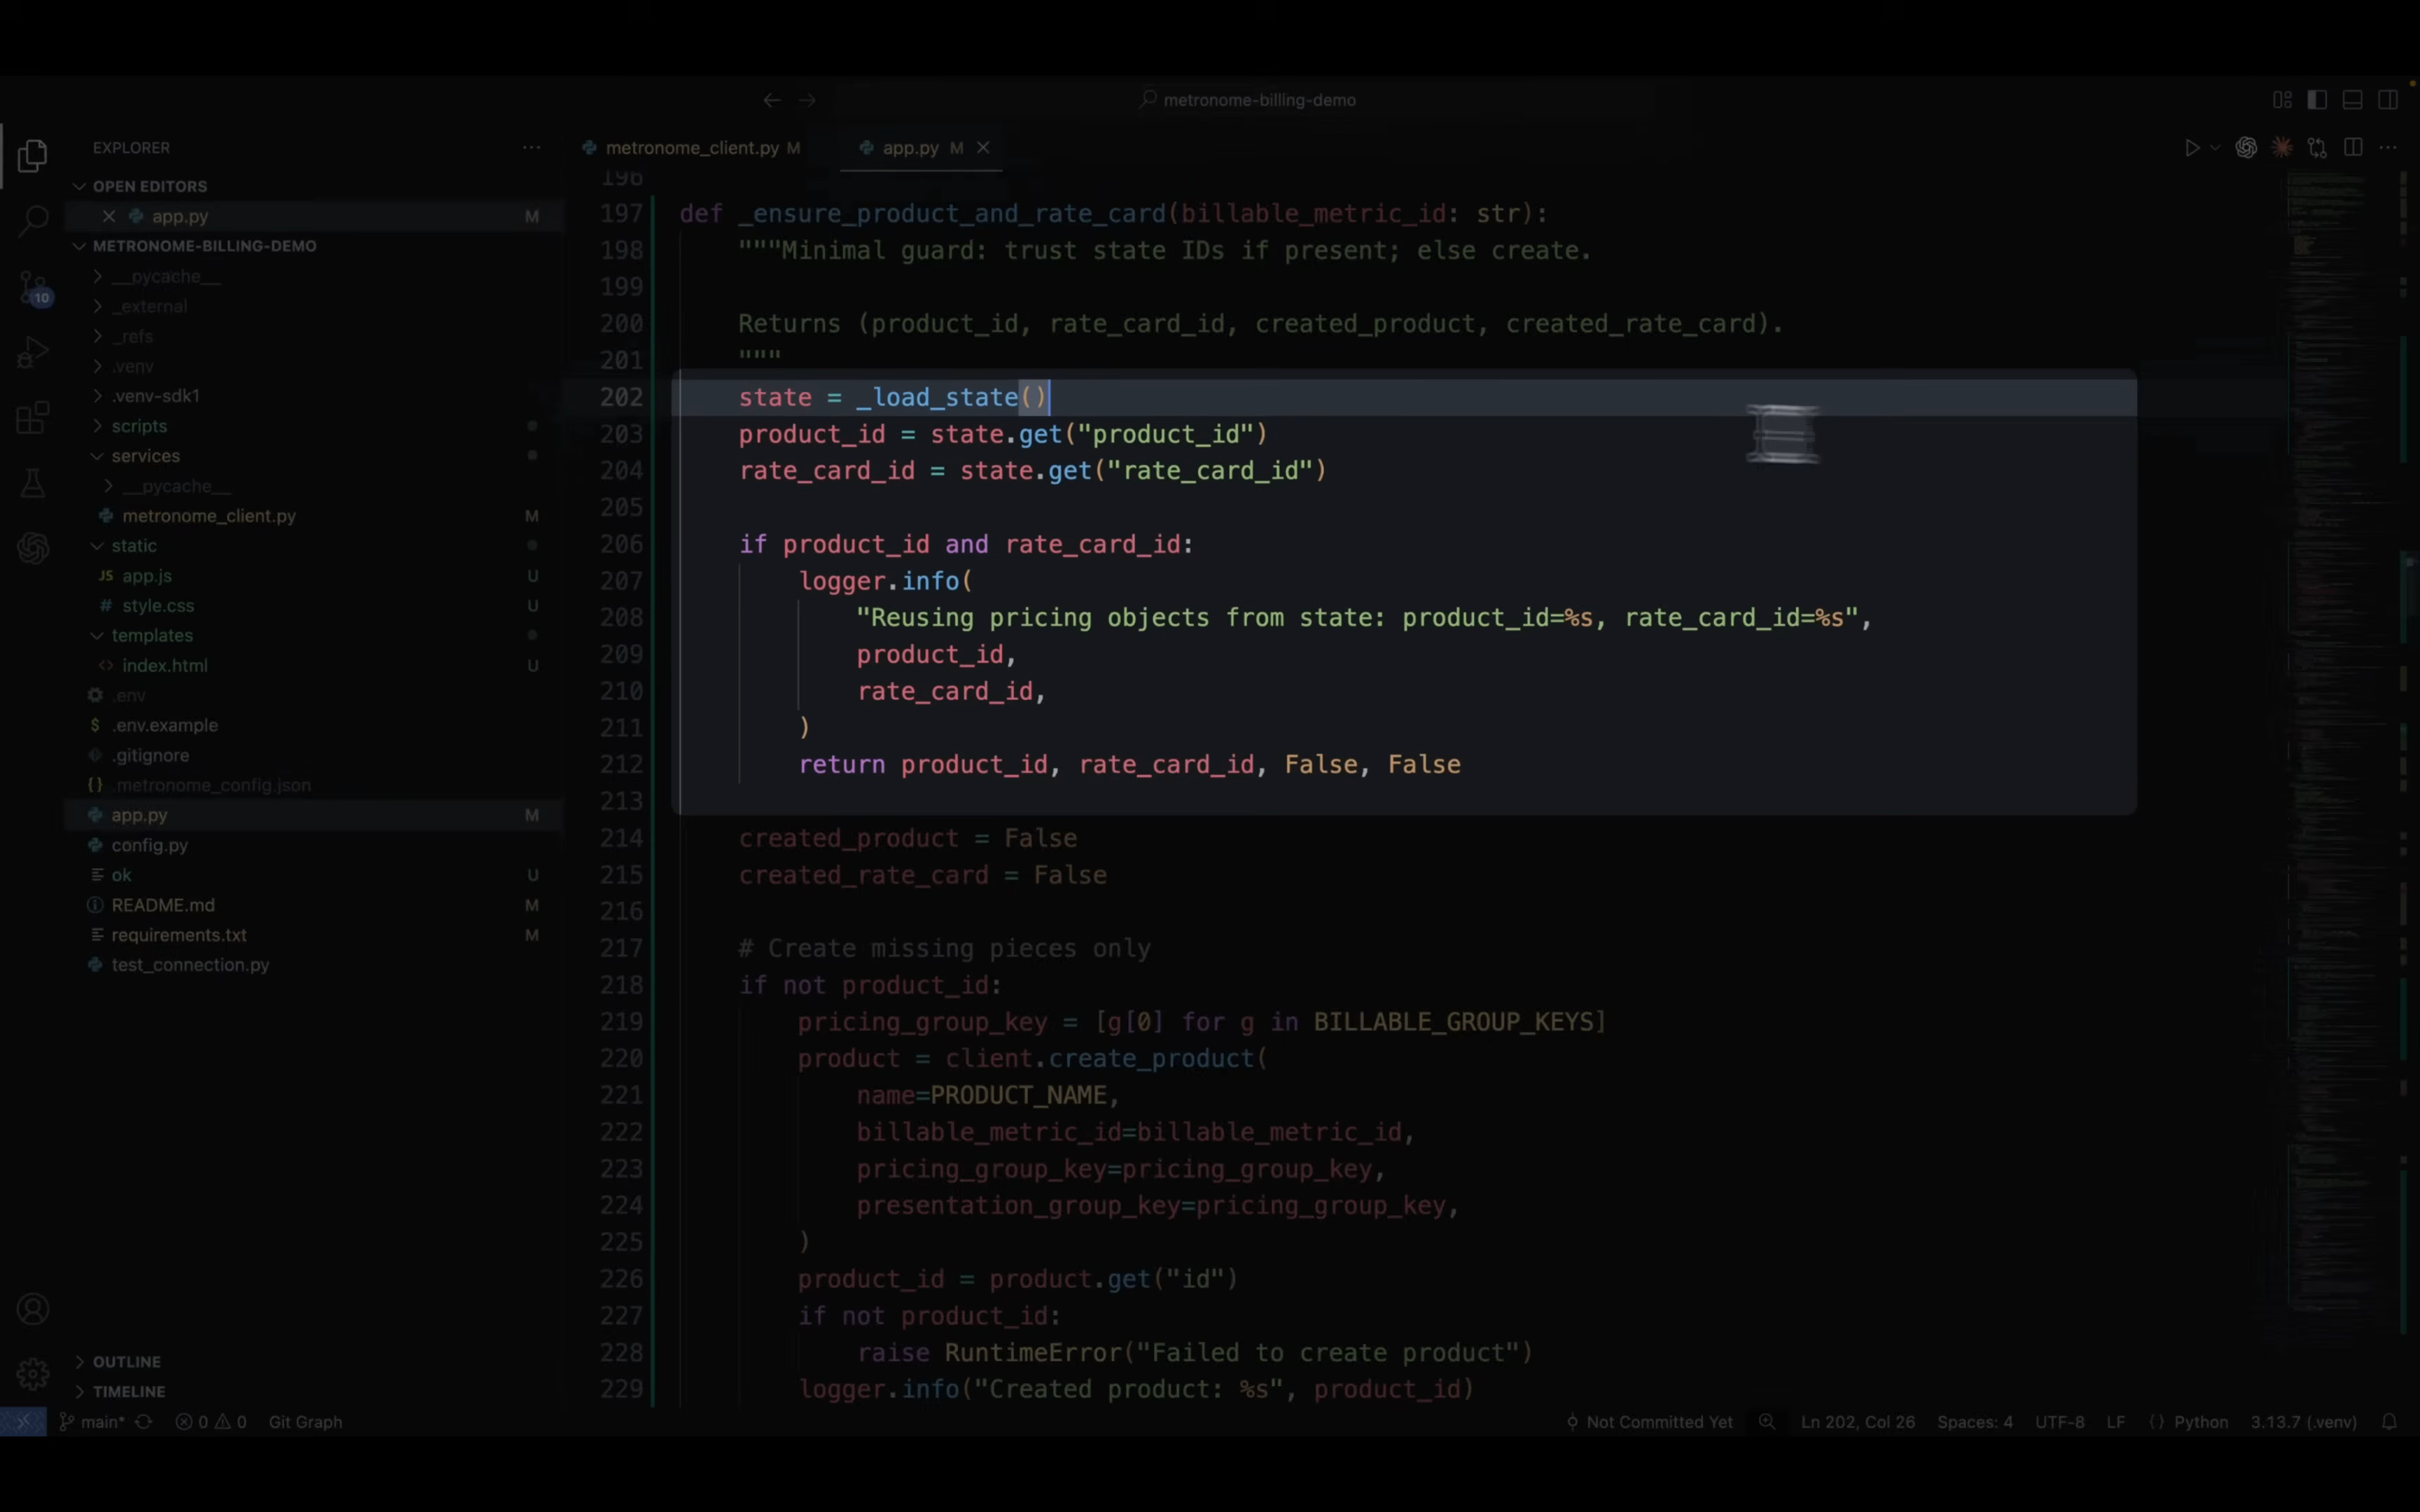 metronome-billing-demo
EXPLORER
metronome_client.py M
app.py M
OPEN EDITORS
app.py M
METRONOME-BILLING-DEMO
__pycache__
_external
_refs
.venv
.venv-sdk1
scripts
services
__pycache__
metronome_client.py M
static
JS app.js U
# style.css U
templates
<> index.html U
.env
$ .env.example
.gitignore
{} .metronome_config.json
app.py M
config.py
ok U
README.md M
requirements.txt M
test_connection.py
OUTLINE
TIMELINE
10
196
197 def _ensure_product_and_rate_card(billable_metric_id: str):
198 """Minimal guard: trust state IDs if present; else create.
199
200 Returns (product_id, rate_card_id, created_product, created_rate_card).
201 """
202 state = _load_state()
203 product_id = state.get("product_id")
204 rate_card_id = state.get("rate_card_id")
205
206 if product_id and rate_card_id:
207 logger.info(
208 "Reusing pricing objects from state: product_id=%s, rate_card_id=%s",
209 product_id,
210 rate_card_id,
211 )
212 return product_id, rate_card_id, False, False
213
214 created_product = False
215 created_rate_card = False
216
217 # Create missing pieces only
218 if not product_id:
219 pricing_group_key = [g[0] for g in BILLABLE_GROUP_KEYS]
220 product = client.create_product(
221 name=PRODUCT_NAME,
222 billable_metric_id=billable_metric_id,
223 pricing_group_key=pricing_group_key,
224 presentation_group_key=pricing_group_key,
225 )
226 product_id = product.get("id")
227 if not product_id:
228 raise RuntimeError("Failed to create product")
229 logger.info("Created product: %s", product_id)
main* 0 0 Git Graph Not Committed Yet Ln 202, Col 26 Spaces: 4 UTF-8 LF {} Python 3.13.7 (.venv)